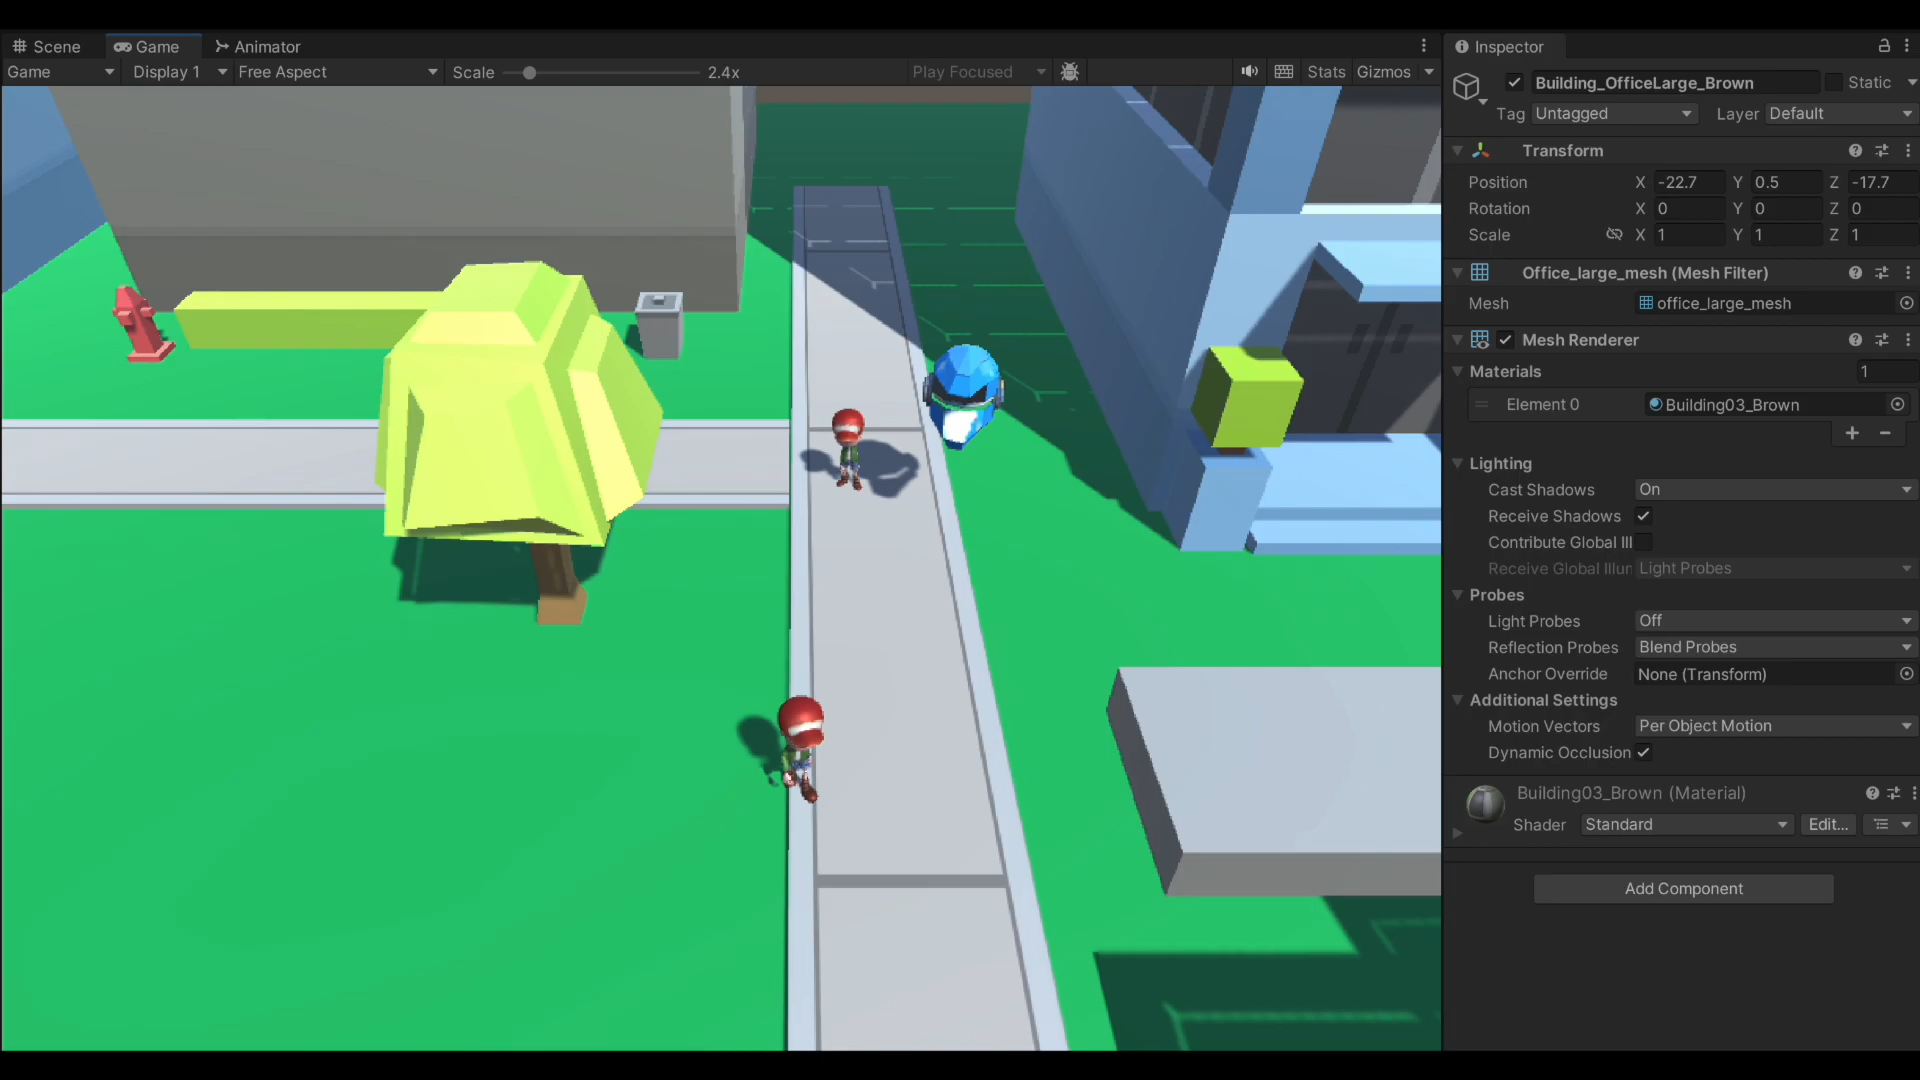 Scene Game Animator
Game Display 1 Free Aspect Scale 2.4x Play Focused Stats Gizmos
Inspector
Building_OfficeLarge_Brown Static
Tag Untagged Layer Default
Transform
Position X -22.7 Y 0.5 Z -17.7
Rotation X 0 Y 0 Z 0
Scale X 1 Y 1 Z 1
Office_large_mesh (Mesh Filter)
Mesh office_large_mesh
Mesh Renderer
Materials 1
Element 0 Building03_Brown
Lighting
Cast Shadows On
Receive Shadows
Contribute Global Ill
Receive Global Illur Light Probes
Probes
Light Probes Off
Reflection Probes Blend Probes
Anchor Override None (Transform)
Additional Settings
Motion Vectors Per Object Motion
Dynamic Occlusion
Building03_Brown (Material)
Shader Standard Edit...
Add Component